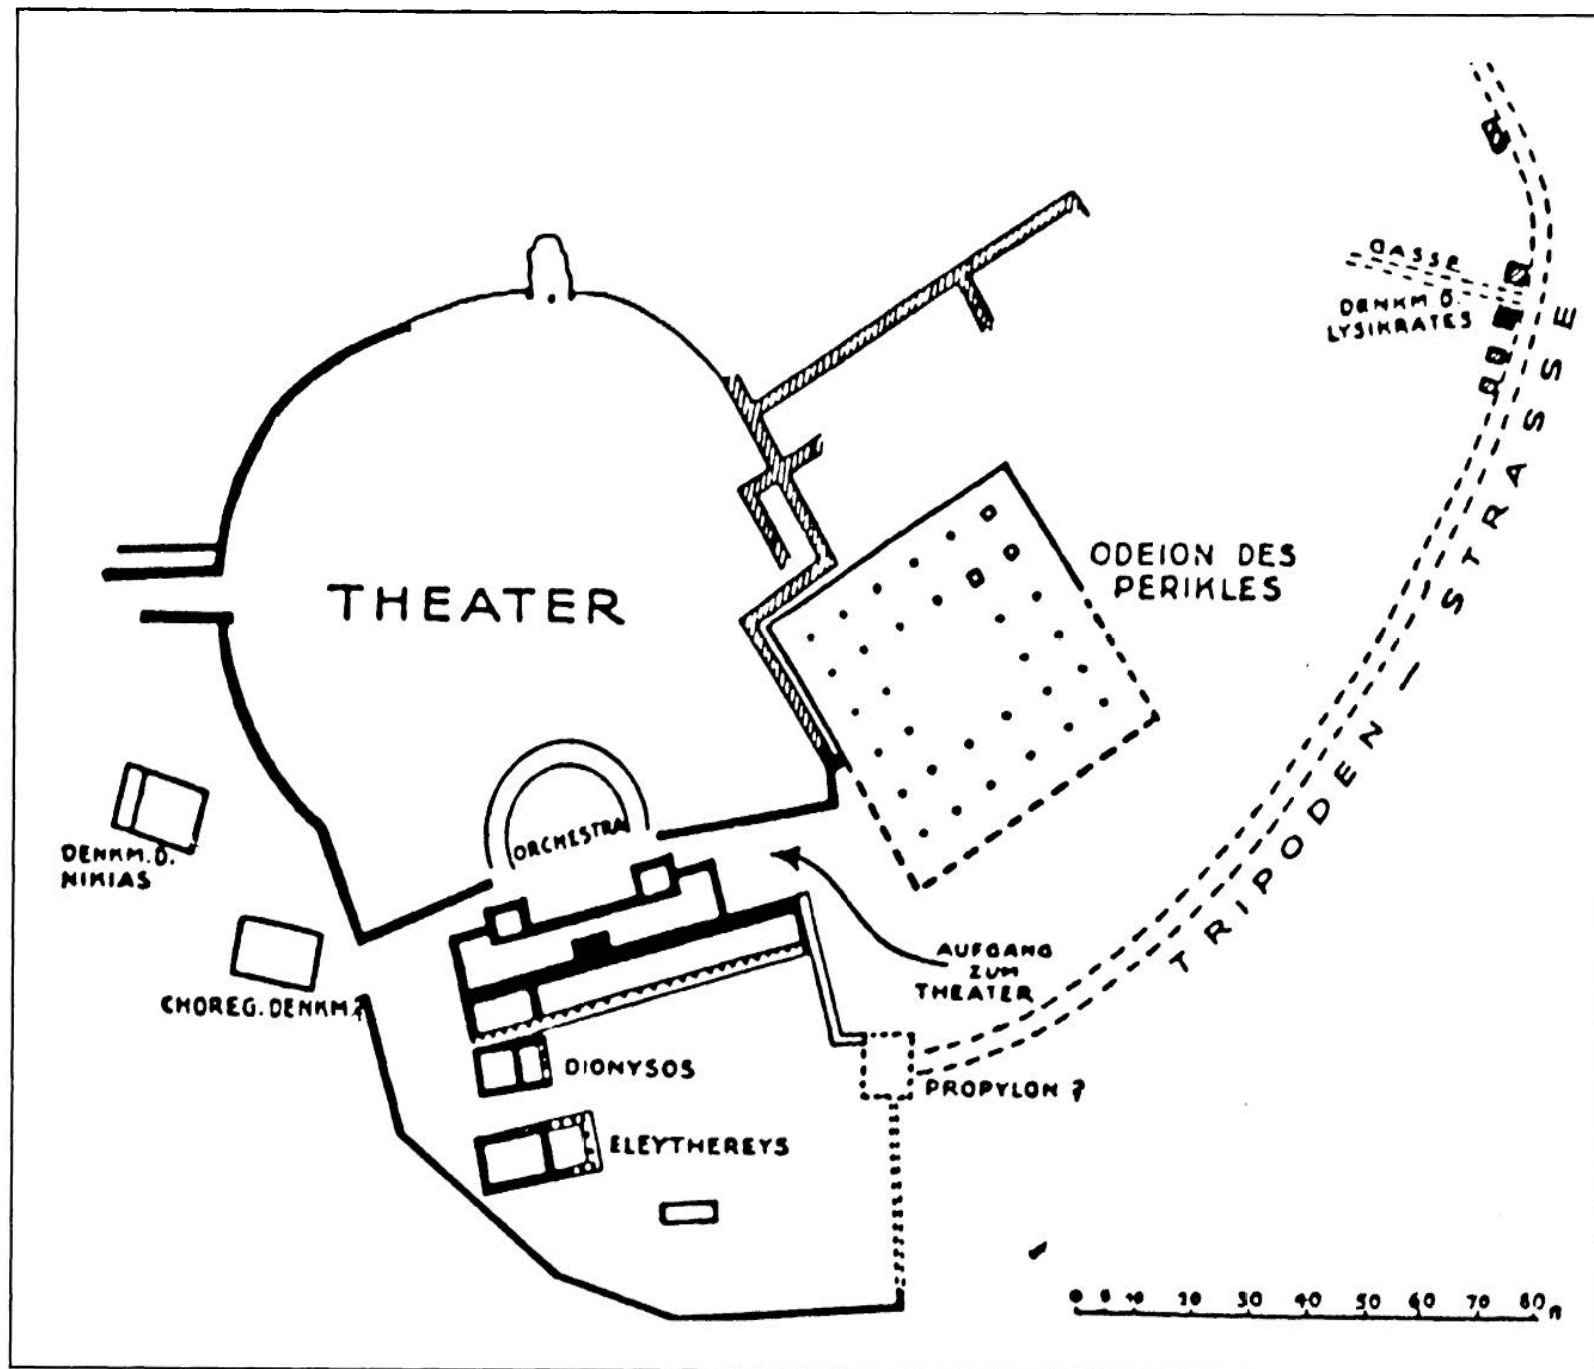 GASSE
DENKM D.
LYSIKRATES
ODEION DES
PERIKLES
THEATER
TRIPODEN — STRASSE
ORCHESTRA
DENKM. D.
NIKIAS
AUFGANG
ZUM
THEATER
CHOREG. DENKM.?
DIONYSOS
PROPYLON ?
ELEYTHEREYS
0 5 10 20 30 40 50 60 70 80 m